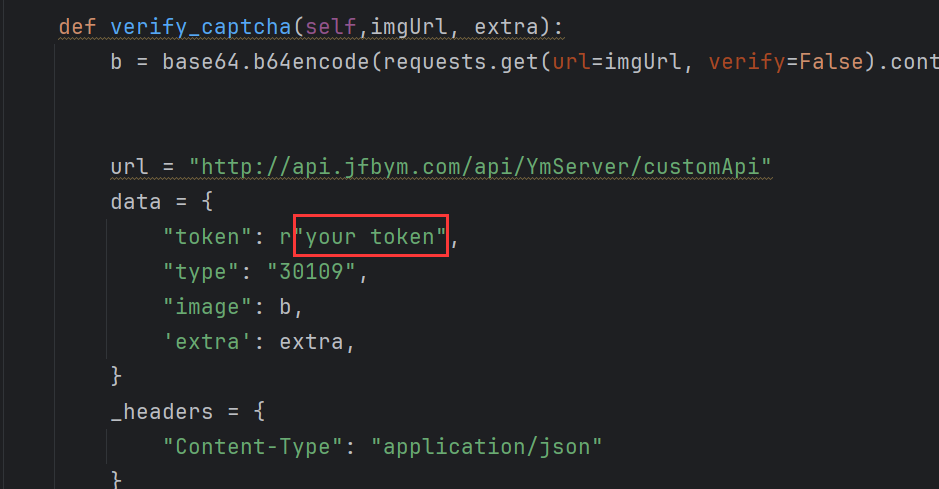 def verify_captcha(self,imgUrl, extra):
b = base64.b64encode(requests.get(url=imgUrl, verify=False).cont
url = "http://api.jfbym.com/api/YmServer/customApi"
data = {
"token": r"your token",
"type": "30109",
"image": b,
'extra': extra,
}
_headers = {
"Content-Type": "application/json"
}